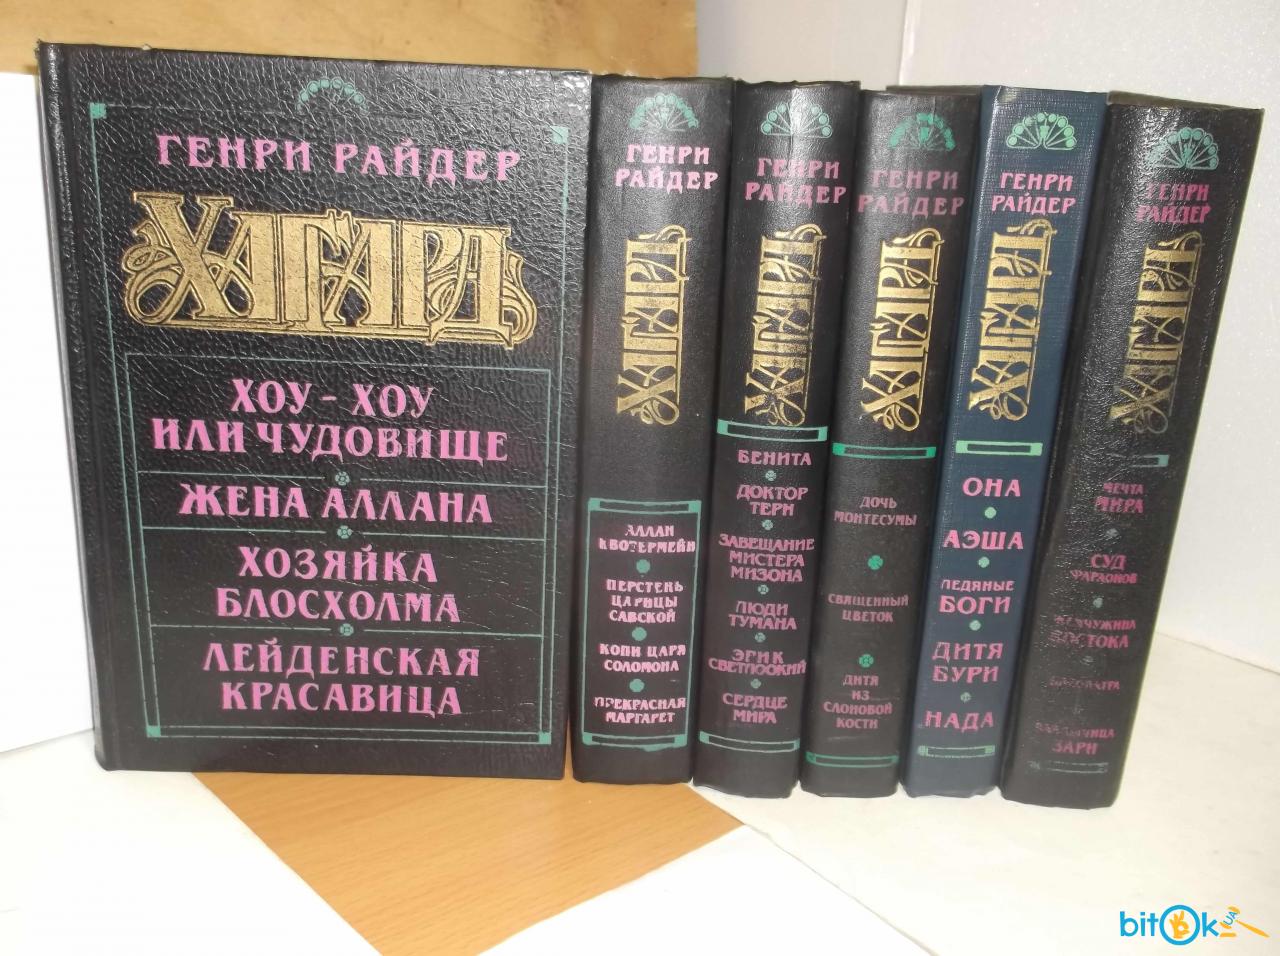 ГЕНРИ РАЙДЕР
ХАГГАРД
ХОУ - ХОУ
ИЛИ ЧУДОВИЩЕ
ЖЕНА АЛЛАНА
ХОЗЯЙКА
БЛОСХОЛМА
ЛЕЙДЕНСКАЯ
КРАСАВИЦА
ГЕНРИ
РАЙДЕР
ХАГГАРД
АЛЛАН
КВОТЕРМЕЙН
ПЕРСТЕНЬ
ЦАРИЦЫ
САВСКОЙ
КОПИ ЦАРЯ
СОЛОМОНА
ПРЕКРАСНАЯ
МАРГАРЕТ
ГЕНРИ
РАЙДЕР
ХАГГАРД
БЕНИТА
ДОКТОР
ТЕРН
ЗАВЕЩАНИЕ
МИСТЕРА
МИЗОНА
ЛЮДИ
ТУМАНА
ЭРИК
СВЕТЛООКИЙ
СЕРДЦЕ
МИРА
ГЕНРИ
РАЙДЕР
ХАГГАРД
ДОЧЬ
МОНТЕСУМЫ
СВЯЩЕННЫЙ
ЦВЕТОК
ДИТЯ
ИЗ
СЛОНОВОЙ
КОСТИ
ГЕНРИ
РАЙДЕР
ХАГГАРД
ОНА
АЭША
ЛЕДЯНЫЕ
БОГИ
ДИТЯ
БУРИ
НАДА
ГЕНРИ
РАЙДЕР
ХАГГАРД
МЕЧТА
МИРА
СУД
ФАРАОНОВ
ЖЕМЧУЖИНА
ВОСТОКА
КЛЕОПАТРА
ВЛАДЫЧИЦА
ЗАРИ
bitOk
UA